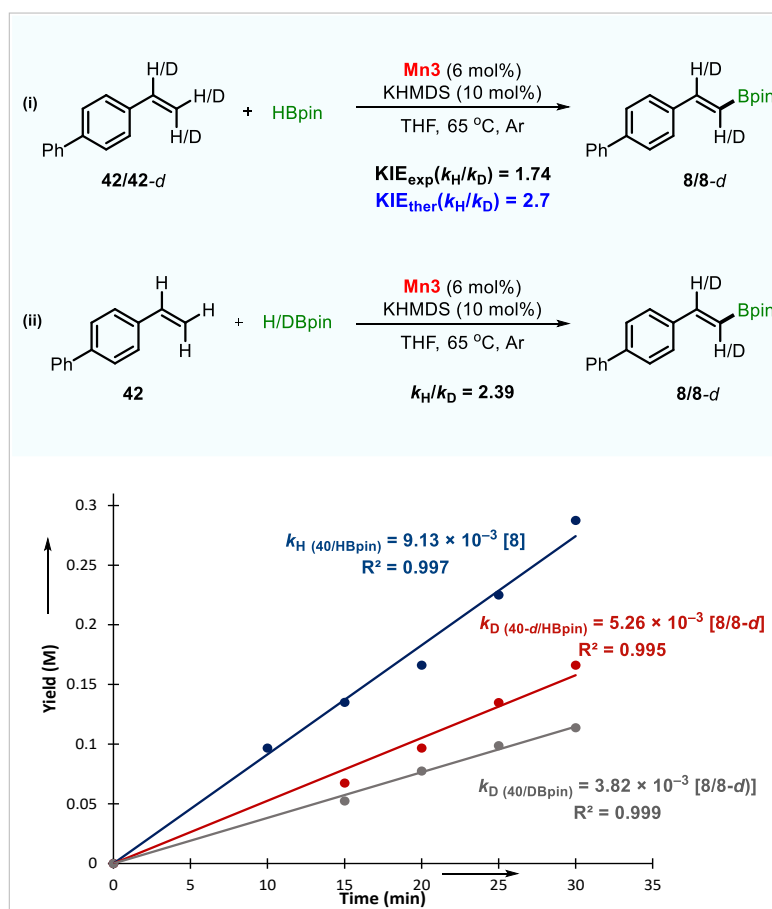 H/D
H/D
H/D
(i)
+
HBpin
Mn3 (6 mol%)
KHMDS (10 mol%)
THF, 65 °C, Ar
H/D
Bpin
H/D
Ph
Ph
42/42-d
8/8-d
KIEexp(kH/kD) = 1.74
KIEther(kH/kD) = 2.7
H
H
H
(ii)
+
H/DBpin
Mn3 (6 mol%)
KHMDS (10 mol%)
THF, 65 °C, Ar
H/D
Bpin
H/D
Ph
Ph
42
8/8-d
kH/kD = 2.39
0.3
0.25
0.2
0.15
0.1
0.05
0
Yield (M)
kH (40/HBpin) = 9.13 × 10⁻³ [8]
R² = 0.997
kD (40-d/HBpin) = 5.26 × 10⁻³ [8/8-d]
R² = 0.995
kD (40/DBpin) = 3.82 × 10⁻³ [8/8-d)]
R² = 0.999
0 5 10 15 20 25 30 35
Time (min)